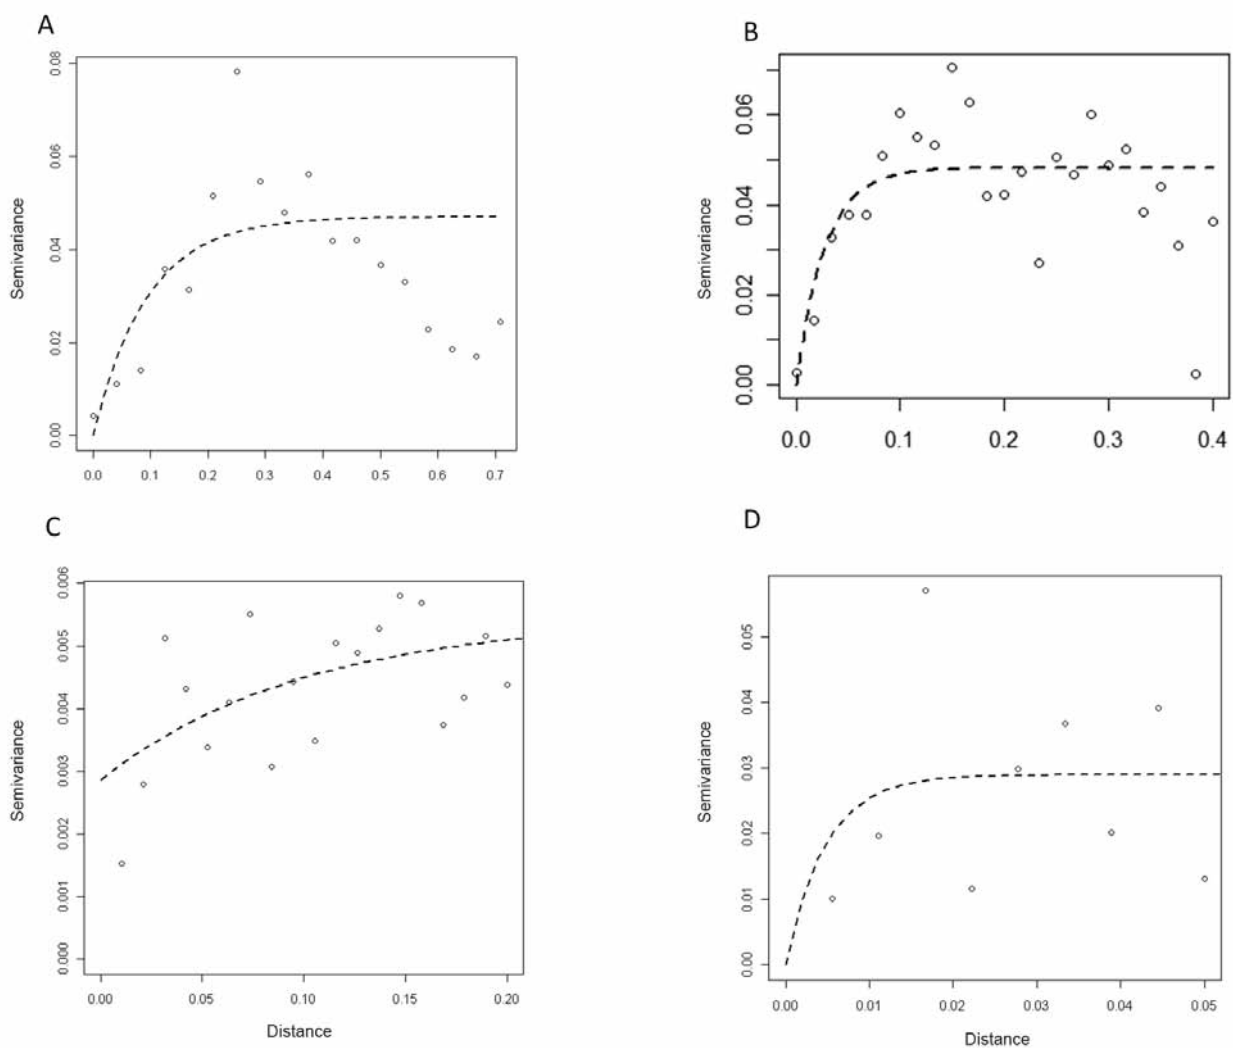 A
Semivariance
0.00 0.02 0.04 0.06 0.08
0.0 0.1 0.2 0.3 0.4 0.5 0.6 0.7
B
Semivariance
0.00 0.02 0.04 0.06
0.0 0.1 0.2 0.3 0.4
C
Semivariance
0.000 0.001 0.002 0.003 0.004 0.005 0.006
0.00 0.05 0.10 0.15 0.20
Distance
D
Semivariance
0.00 0.01 0.02 0.03 0.04 0.05
0.00 0.01 0.02 0.03 0.04 0.05
Distance